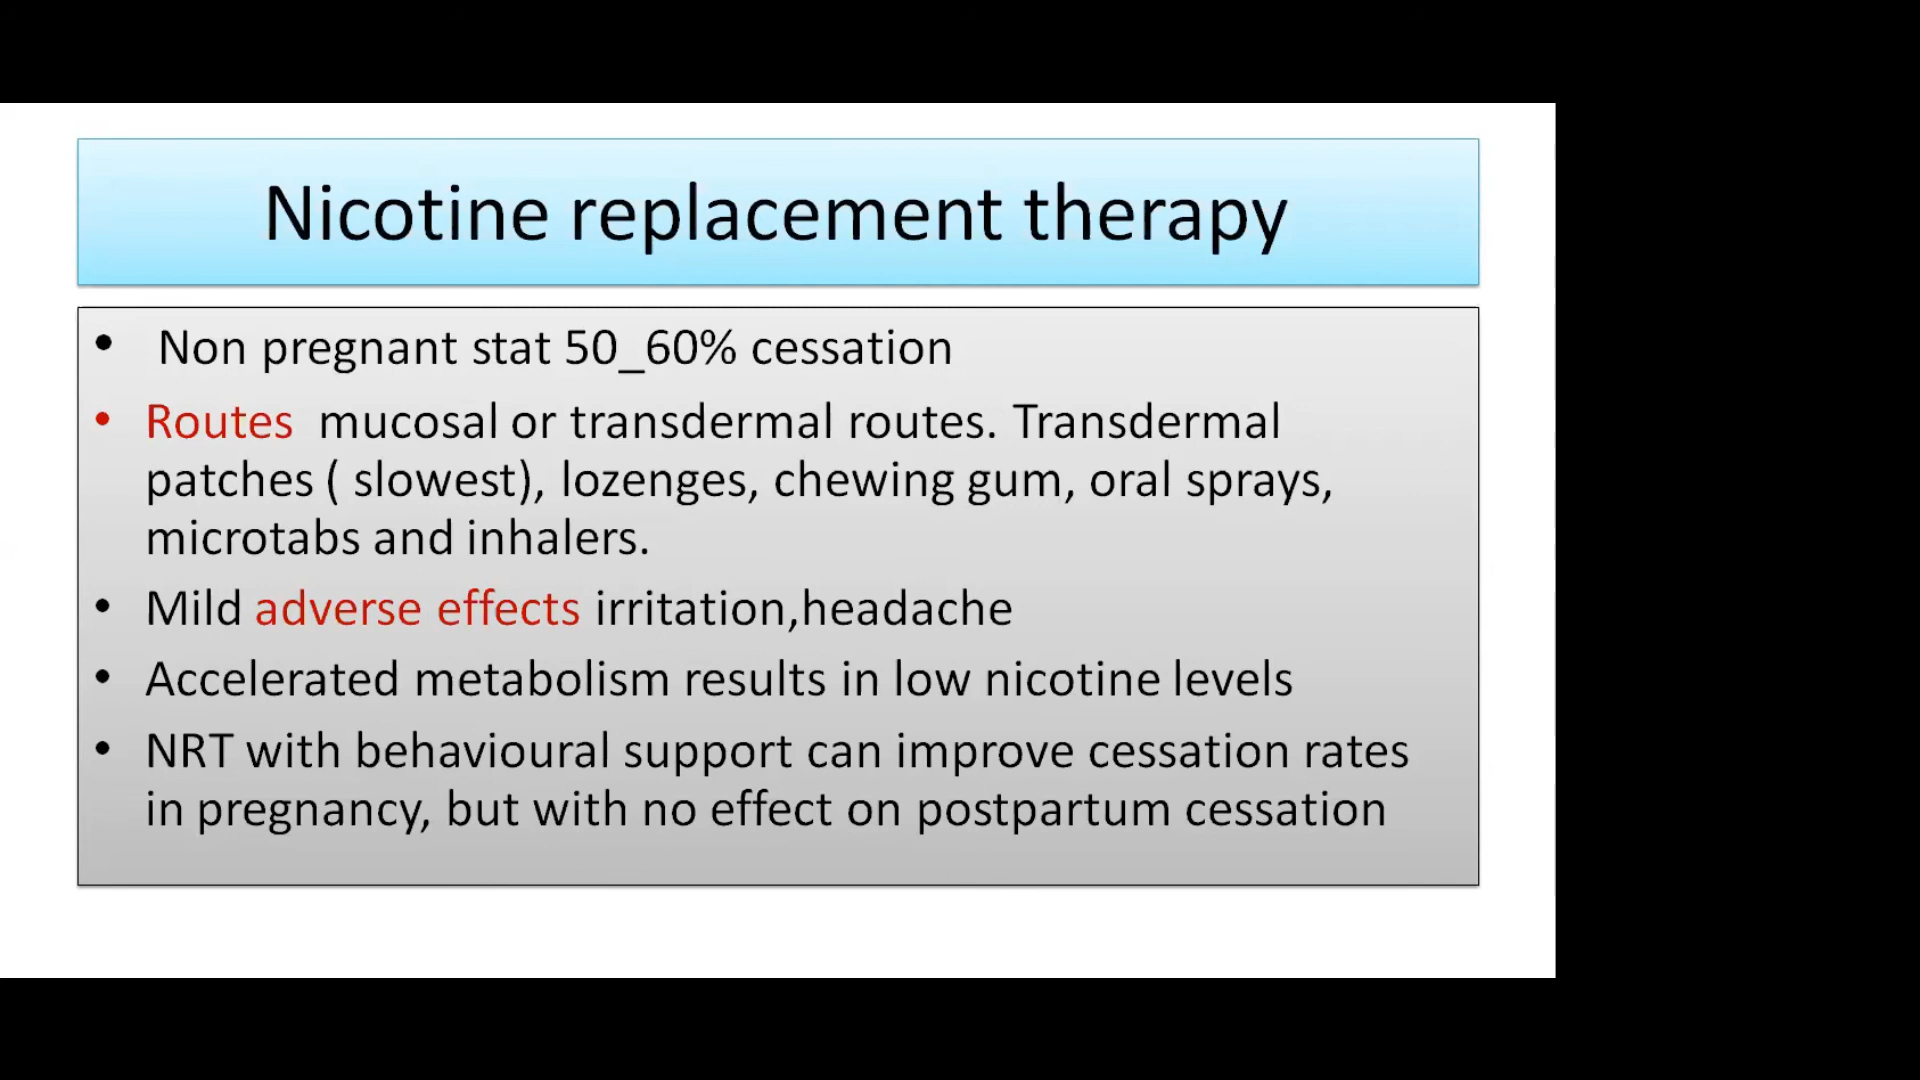 Nicotine replacement therapy
• Non pregnant stat 50_60% cessation
• Routes mucosal or transdermal routes. Transdermal
patches ( slowest), lozenges, chewing gum, oral sprays,
microtabs and inhalers.
• Mild adverse effects irritation,headache
• Accelerated metabolism results in low nicotine levels
• NRT with behavioural support can improve cessation rates
in pregnancy, but with no effect on postpartum cessation